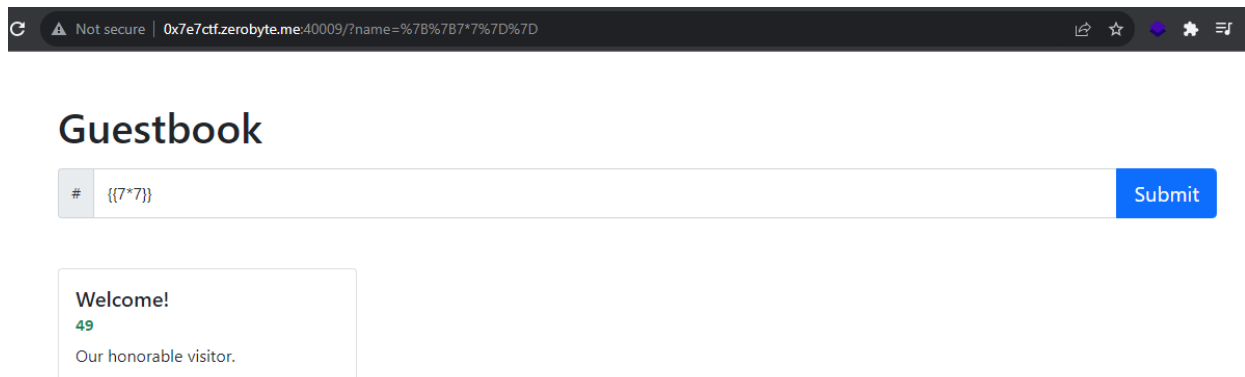 Not secure | 0x7e7ctf.zerobyte.me:40009/?name=%7B%7B7*7%7D%7D
Guestbook
# {{7*7}} Submit
Welcome!
49
Our honorable visitor.